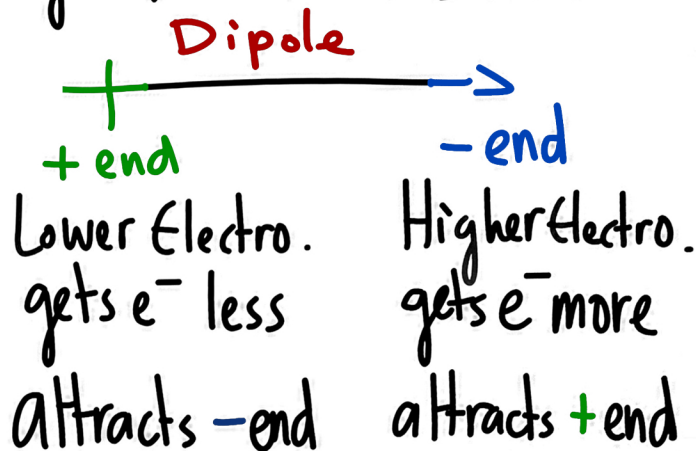 Dipole
+ end - end
Lower Electro. Higher Electro.
gets e⁻ less gets e⁻ more
attracts -end attracts +end